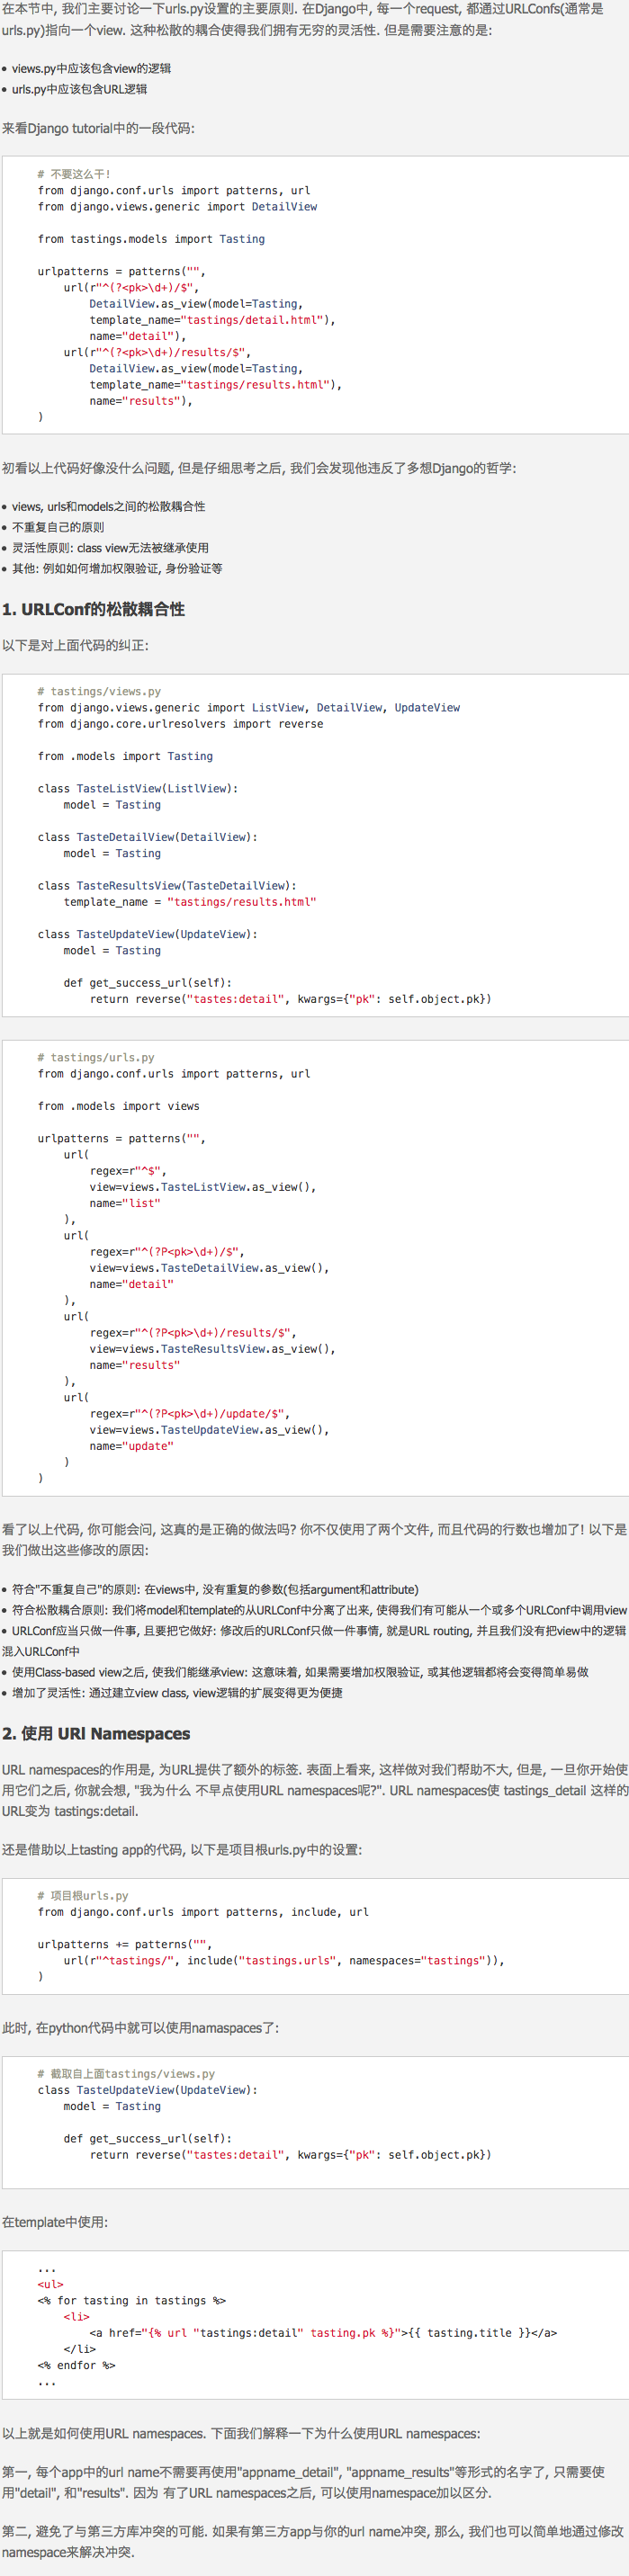 在本节中, 我们主要讨论一下urls.py设置的主要原则. 在Django中, 每一个request, 都通过URLConfs(通常是
urls.py)指向一个view. 这种松散的耦合使得我们拥有无穷的灵活性. 但是需要注意的是:
views.py中应该包含view的逻辑
urls.py中应该包含URL逻辑
来看Django tutorial中的一段代码:
# 不要这么干!
from django.conf.urls import patterns, url
from django.views.generic import DetailView
from tastings.models import Tasting
urlpatterns = patterns("",
url(r"^(?<pk>\d+)/$",
DetailView.as_view(model=Tasting,
template_name="tastings/detail.html"),
name="detail"),
url(r"^(?<pk>\d+)/results/$",
DetailView.as_view(model=Tasting,
template_name="tastings/results.html"),
name="results"),
)
初看以上代码好像没什么问题, 但是仔细思考之后, 我们会发现他违反了多想Django的哲学:
views, urls和models之间的松散耦合性
不重复自己的原则
灵活性原则: class view无法被继承使用
其他: 例如如何增加权限验证, 身份验证等
1. URLConf的松散耦合性
以下是对上面代码的纠正:
# tastings/views.py
from django.views.generic import ListView, DetailView, UpdateView
from django.core.urlresolvers import reverse
from .models import Tasting
class TasteListView(ListlView):
model = Tasting
class TasteDetailView(DetailView):
model = Tasting
class TasteResultsView(TasteDetailView):
template_name = "tastings/results.html"
class TasteUpdateView(UpdateView):
model = Tasting
def get_success_url(self):
return reverse("tastes:detail", kwargs={"pk": self.object.pk})
# tastings/urls.py
from django.conf.urls import patterns, url
from .models import views
urlpatterns = patterns("",
url(
regex=r"^$",
view=views.TasteListView.as_view(),
name="list"
),
url(
regex=r"^(?P<pk>\d+)/$",
view=views.TasteDetailView.as_view(),
name="detail"
),
url(
regex=r"^(?P<pk>\d+)/results/$",
view=views.TasteResultsView.as_view(),
name="results"
),
url(
regex=r"^(?P<pk>\d+)/update/$",
view=views.TasteUpdateView.as_view(),
name="update"
)
)
看了以上代码, 你可能会问, 这真的是正确的做法吗? 你不仅使用了两个文件, 而且代码的行数也增加了! 以下是
我们做出这些修改的原因:
符合"不重复自己"的原则: 在views中, 没有重复的参数(包括argument和attribute)
符合松散耦合原则: 我们将model和template的从URLConf中分离了出来, 使得我们有可能从一个或多个URLConf中调用view
URLConf应当只做一件事, 且要把它做好: 修改后的URLConf只做一件事情, 就是URL routing, 并且我们没有把view中的逻辑
混入URLConf中
使用Class-based view之后, 使我们能继承view: 这意味着, 如果需要增加权限验证, 或其他逻辑都将会变得简单易做
增加了灵活性: 通过建立view class, view逻辑的扩展变得更为便捷
2. 使用 URl Namespaces
URL namespaces的作用是, 为URL提供了额外的标签. 表面上看来, 这样做对我们帮助不大, 但是, 一旦你开始使
用它们之后, 你就会想, "我为什么 不早点使用URL namespaces呢?". URL namespaces使 tastings_detail 这样的
URL变为 tastings:detail.
还是借助以上tasting app的代码, 以下是项目根urls.py中的设置:
# 项目根urls.py
from django.conf.urls import patterns, include, url
urlpatterns += patterns("",
url(r"^tastings/", include("tastings.urls", namespaces="tastings")),
)
此时, 在python代码中就可以使用namaspaces了:
# 截取自上面tastings/views.py
class TasteUpdateView(UpdateView):
model = Tasting
def get_success_url(self):
return reverse("tastes:detail", kwargs={"pk": self.object.pk})
在template中使用:
...
<ul>
<% for tasting in tastings %>
<li>
<a href="{% url "tastings:detail" tasting.pk %}">{{ tasting.title }}</a>
</li>
<% endfor %>
...
以上就是如何使用URL namespaces. 下面我们解释一下为什么使用URL namespaces:
第一, 每个app中的url name不需要再使用"appname_detail", "appname_results"等形式的名字了, 只需要使
用"detail", 和"results". 因为 有了URL namespaces之后, 可以使用namespace加以区分.
第二, 避免了与第三方库冲突的可能. 如果有第三方app与你的url name冲突, 那么, 我们也可以简单地通过修改
namespace来解决冲突.